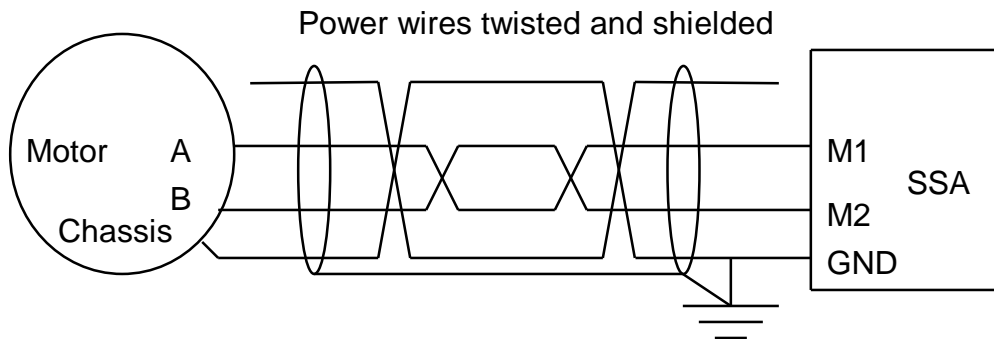 Power wires twisted and shielded
Motor A
B
Chassis
M1
SSA
M2
GND